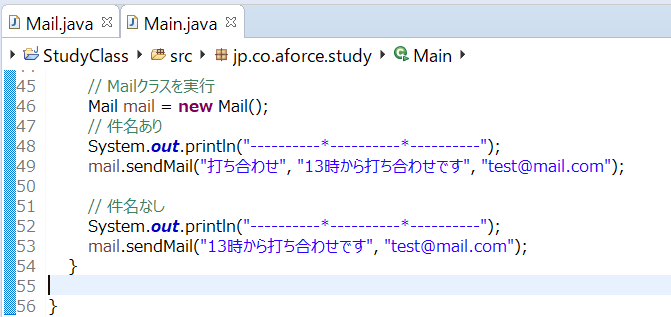 Mail.java Main.java
StudyClass src jp.co.aforce.study Main
45 // Mailクラスを実行
46 Mail mail = new Mail();
47 // 件名あり
48 System.out.println("----------*----------*----------");
49 mail.sendMail("打ち合わせ", "13時から打ち合わせです", "test@mail.com");
50
51 // 件名なし
52 System.out.println("----------*----------*----------");
53 mail.sendMail("13時から打ち合わせです", "test@mail.com");
54 }
55
56 }